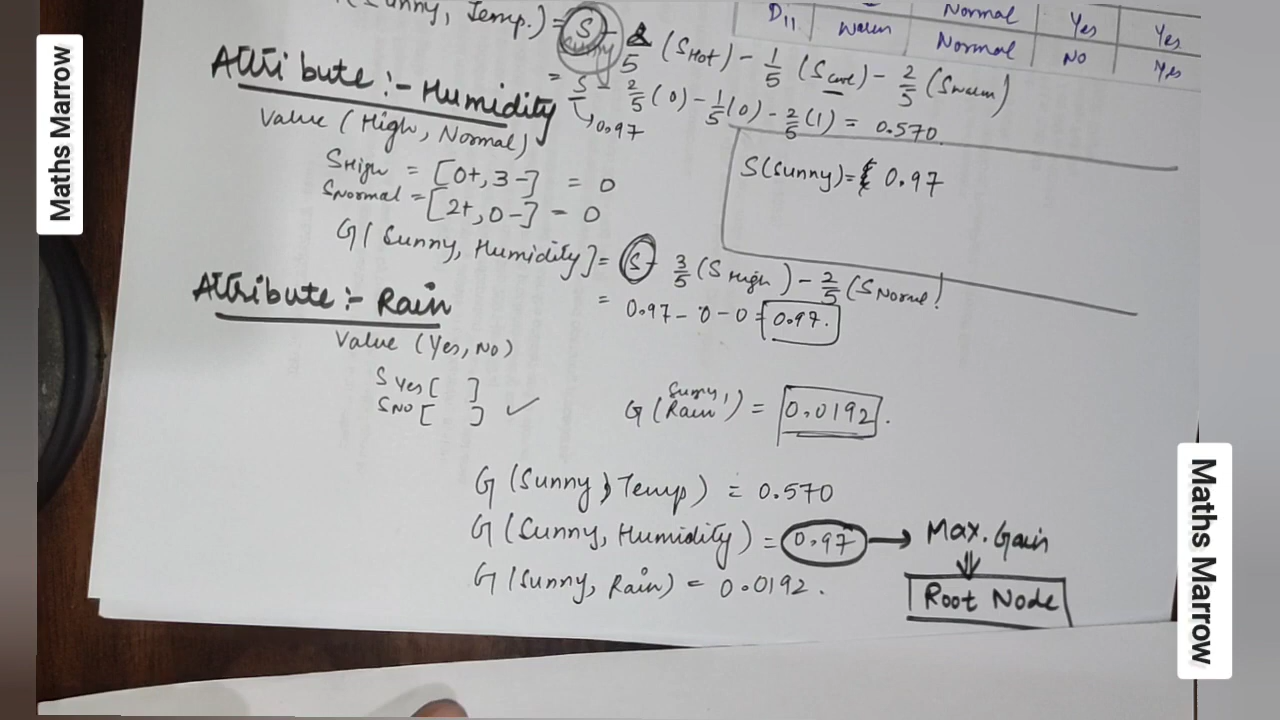 (Sunny, Temp.) = S - 2/5 (SHot) - 1/5 (SCool) - 2/5 (SWarm)
= S - 2/5 (0) - 1/5 (0) - 2/5 (1) = 0.570
↳ 0.97
D11 Warm Normal Yes Yes
Normal No Yes
Attribute :- Humidity
Value (High, Normal)
SHigh = [0+, 3-] = 0
SNormal = [2+, 0-] = 0
S(Sunny) = 0.97
G( Sunny, Humidity] = S - 3/5 (SHigh) - 2/5 (SNormal)
= 0.97 - 0 - 0 = 0.97.
Attribute :- Rain
Value (Yes, No)
S Yes [ ]
S No [ ] ✓
G (Sunny, Rain) = 0.0192.
G (Sunny, Temp) = 0.570
G (Sunny, Humidity) = 0.97 → Max. Gain
⇓
Root Node
G (Sunny, Rain) = 0.0192.
Maths Marrow
Maths Marrow